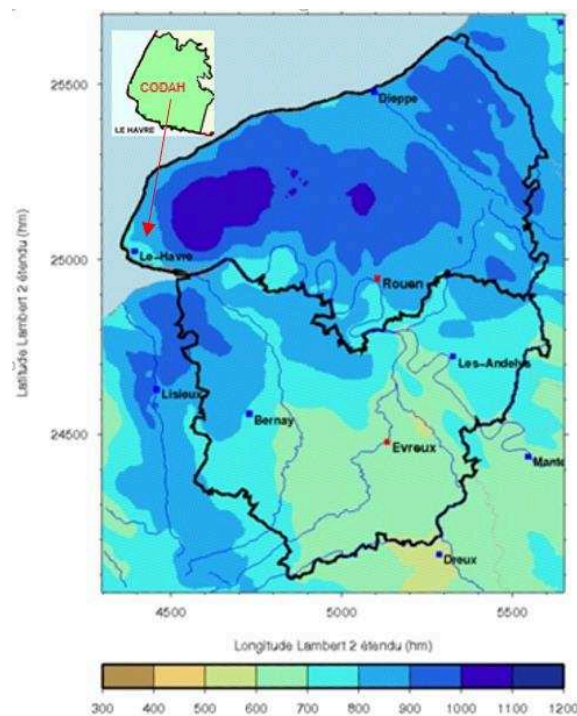 25500
25000
24500
Latitude Lambert 2 étendu (hm)
CODAH
LE HAVRE
Dieppe
Le-Havre
Rouen
Les-Andelys
Lisieux
Bernay
Evreux
Mante
Dreux
4500 5000 5500
Longitude Lambert 2 étendu (hm)
300 400 500 600 700 800 900 1000 1100 1200